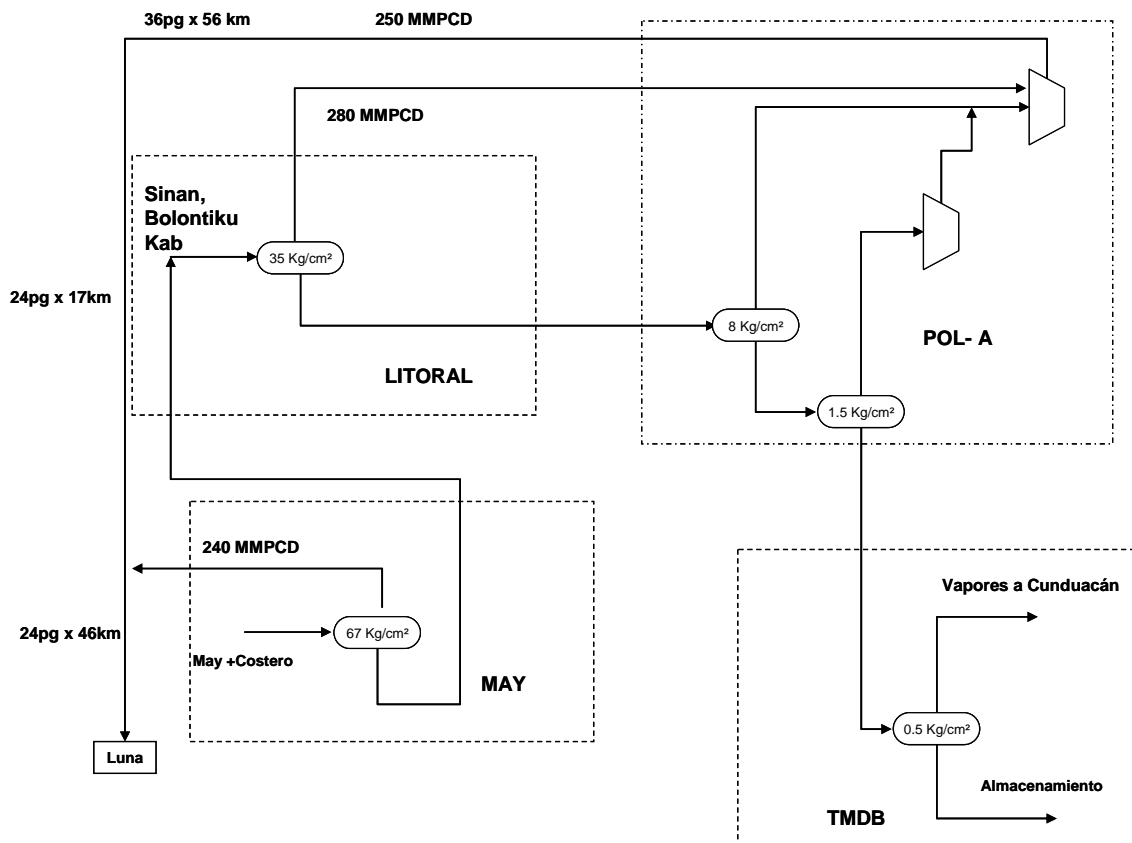 36pg x 56 km
250 MMPCD
280 MMPCD
Sinan,
Bolontiku
Kab
35 Kg/cm²
24pg x 17km
8 Kg/cm²
POL- A
LITORAL
1.5 Kg/cm²
240 MMPCD
Vapores a Cunduacán
24pg x 46km
67 Kg/cm²
May +Costero
MAY
0.5 Kg/cm²
Luna
Almacenamiento
TMDB